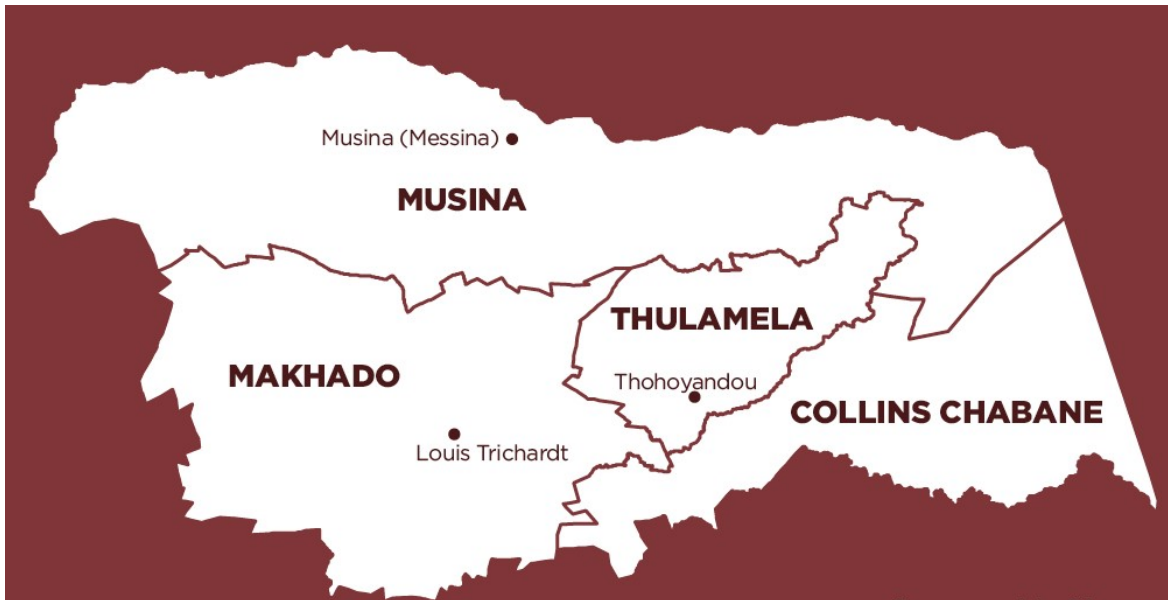 Musina (Messina)
MUSINA
THULAMELA
MAKHADO
Thohoyandou
COLLINS CHABANE
Louis Trichardt